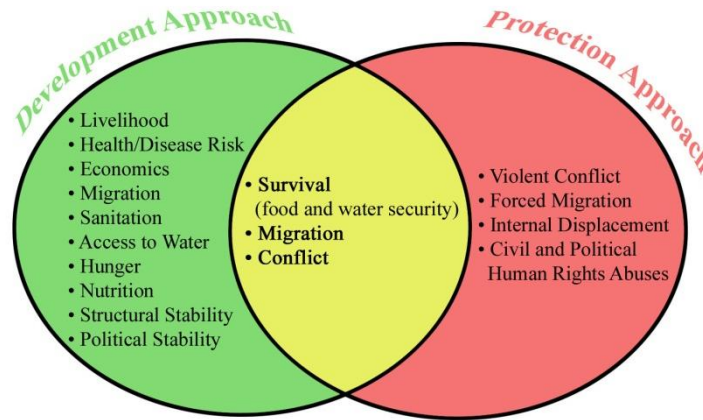 Development Approach
Protection Approach
• Livelihood
• Health/Disease Risk
• Economics
• Migration
• Sanitation
• Access to Water
• Hunger
• Nutrition
• Structural Stability
• Political Stability
• Survival
(food and water security)
• Migration
• Conflict
• Violent Conflict
• Forced Migration
• Internal Displacement
• Civil and Political
Human Rights Abuses